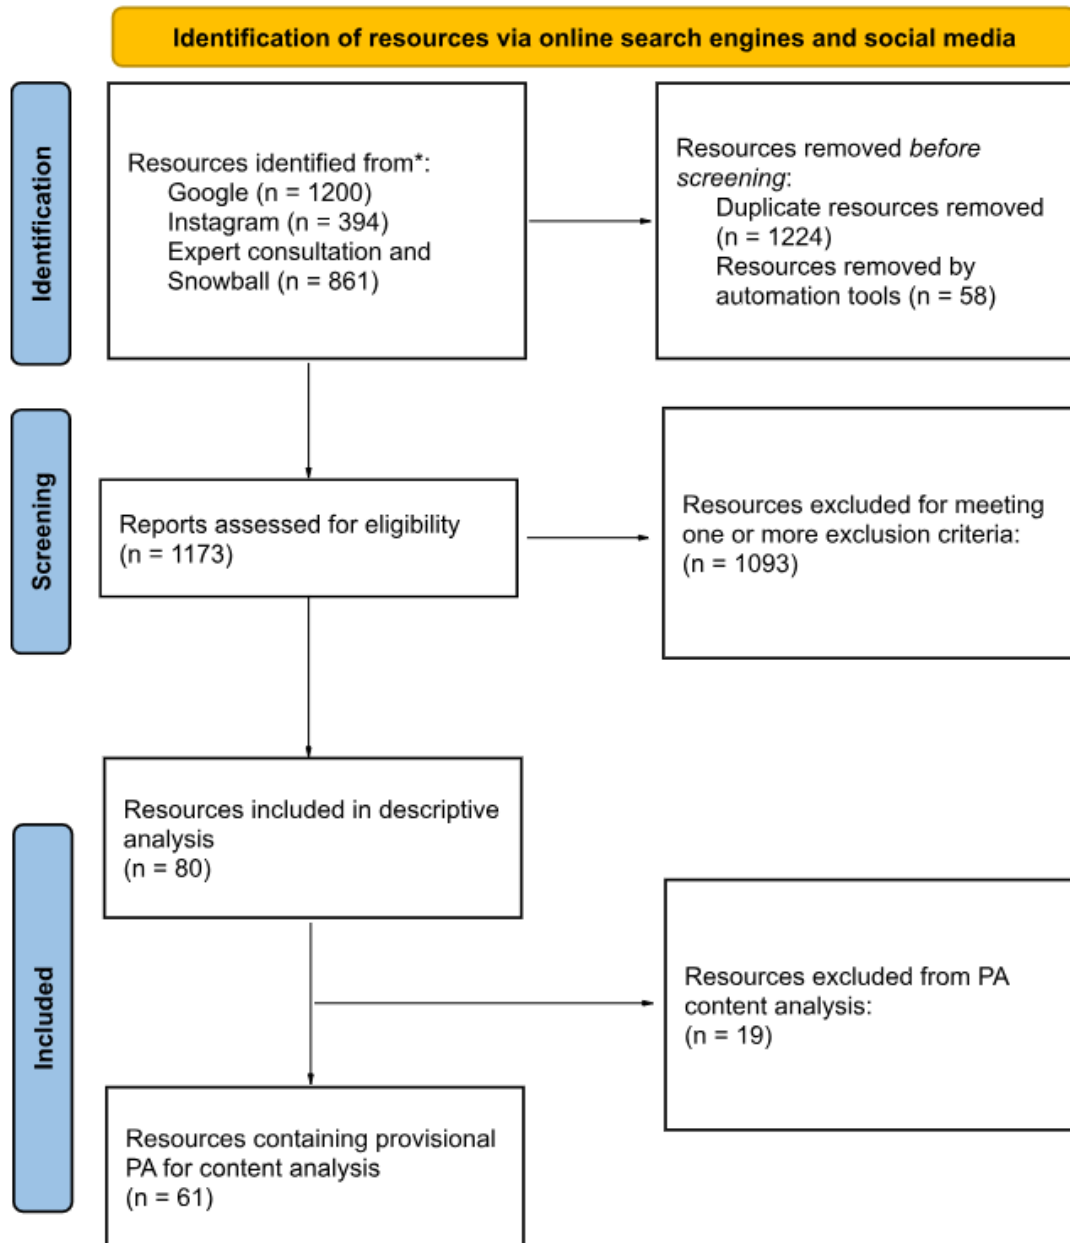 Identification of resources via online search engines and social media
Identification
Resources identified from*:
Google (n = 1200)
Instagram (n = 394)
Expert consultation and
Snowball (n = 861)
Resources removed before
screening:
Duplicate resources removed
(n = 1224)
Resources removed by
automation tools (n = 58)
Screening
Reports assessed for eligibility
(n = 1173)
Resources excluded for meeting
one or more exclusion criteria:
(n = 1093)
Included
Resources included in descriptive
analysis
(n = 80)
Resources excluded from PA
content analysis:
(n = 19)
Resources containing provisional
PA for content analysis
(n = 61)